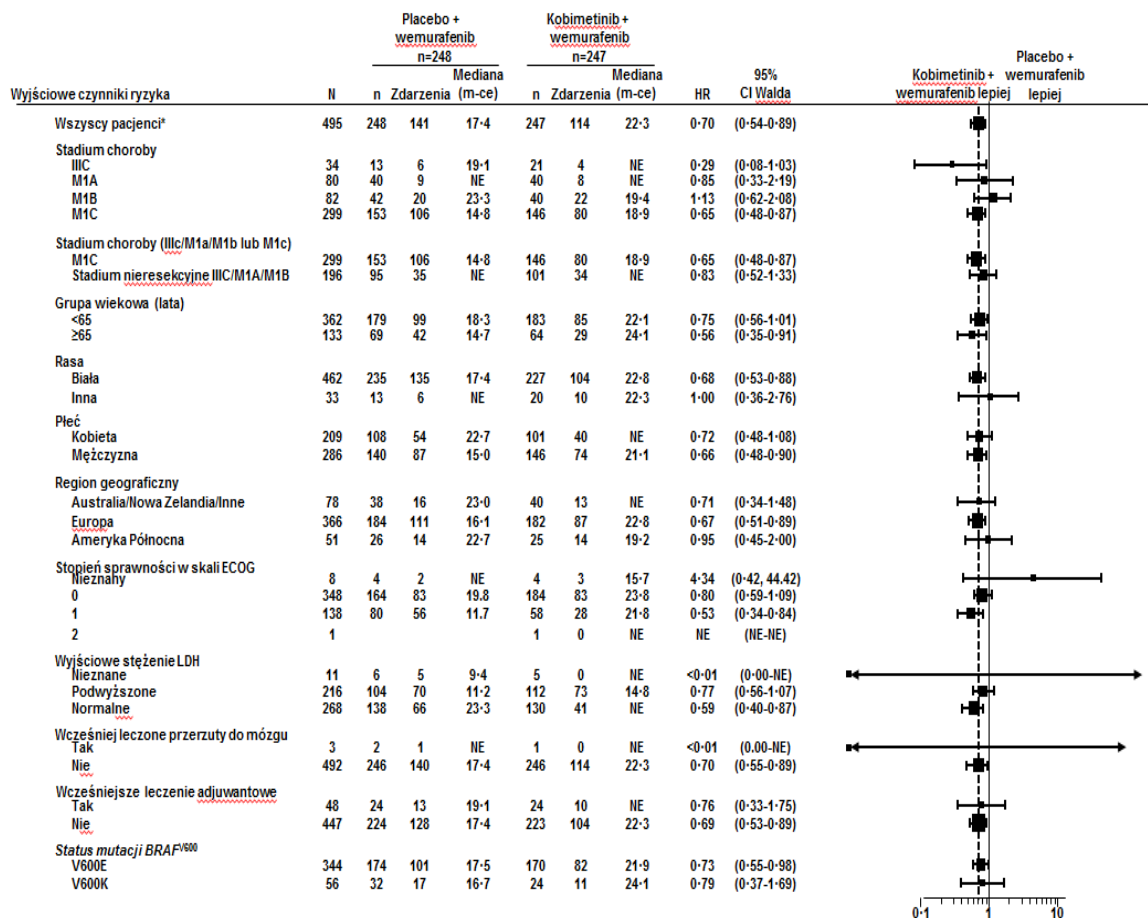 Placebo + wemurafenib Kobimetinib + wemurafenib
n=248 n=247
Wyjściowe czynniki ryzyka N n Zdarzenia Mediana (m-ce) n Zdarzenia Mediana (m-ce) HR 95% CI Walda Kobimetinib + wemurafenib lepiej Placebo + wemurafenib lepiej
Wszyscy pacjenci* 495 248 141 17·4 247 114 22·3 0·70 (0·54-0·89)
Stadium choroby
IIIC 34 13 6 19·1 21 4 NE 0·29 (0·08-1·03)
M1A 80 40 9 NE 40 8 NE 0·85 (0·33-2·19)
M1B 82 42 20 23·3 40 22 19·4 1·13 (0·62-2·08)
M1C 299 153 106 14·8 146 80 18·9 0·65 (0·48-0·87)
Stadium choroby (IIIc/M1a/M1b lub M1c)
M1C 299 153 106 14·8 146 80 18·9 0·65 (0·48-0·87)
Stadium nieresekcyjne IIIC/M1A/M1B 196 95 35 NE 101 34 NE 0·83 (0·52-1·33)
Grupa wiekowa (lata)
<65 362 179 99 18·3 183 85 22·1 0·75 (0·56-1·01)
≥65 133 69 42 14·7 64 29 24·1 0·56 (0·35-0·91)
Rasa
Biała 462 235 135 17·4 227 104 22·8 0·68 (0·53-0·88)
Inna 33 13 6 NE 20 10 22·3 1·00 (0·36-2·76)
Płeć
Kobieta 209 108 54 22·7 101 40 NE 0·72 (0·48-1·08)
Mężczyzna 286 140 87 15·0 146 74 21·1 0·66 (0·48-0·90)
Region geograficzny
Australia/Nowa Zelandia/Inne 78 38 16 23·0 40 13 NE 0·71 (0·34-1·48)
Europa 366 184 111 16·1 182 87 22·8 0·67 (0·51-0·89)
Ameryka Północna 51 26 14 22·7 25 14 19·2 0·95 (0·45-2·00)
Stopień sprawności w skali ECOG
Nieznany 8 4 2 NE 4 3 15·7 4·34 (0·42, 44.42)
0 348 164 83 19·8 184 83 23·8 0·80 (0·59-1·09)
1 138 80 56 11·7 58 28 21·8 0·53 (0·34-0·84)
2 1 1 0 NE NE (NE-NE)
Wyjściowe stężenie LDH
Nieznane 11 6 5 9·4 5 0 NE <0·01 (0·00-NE)
Podwyższone 216 104 70 11·2 112 73 14·8 0·77 (0·56-1·07)
Normalne 268 138 66 23·3 130 41 NE 0·59 (0·40-0·87)
Wcześniej leczone przerzuty do mózgu
Tak 3 2 1 NE 1 0 NE <0·01 (0.00-NE)
Nie 492 246 140 17·4 246 114 22·3 0·70 (0·55-0·89)
Wcześniejsze leczenie adjuwantowe
Tak 48 24 13 19·1 24 10 NE 0·76 (0·33-1·75)
Nie 447 224 128 17·4 223 104 22·3 0·69 (0·53-0·89)
Status mutacji BRAFV600
V600E 344 174 101 17·5 170 82 21·9 0·73 (0·55-0·98)
V600K 56 32 17 16·7 24 11 24·1 0·79 (0·37-1·69)
0·1 1 10